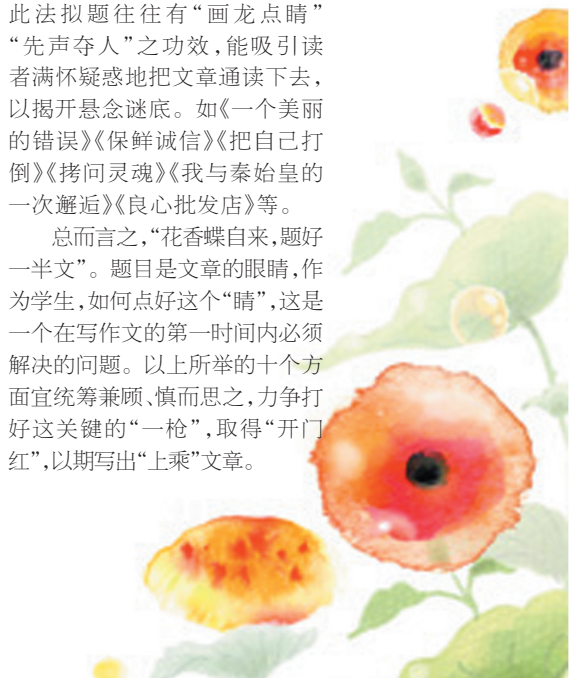 此法拟题往往有“画龙点睛”
“先声夺人”之功效,能吸引读
者满怀疑惑地把文章通读下去,
以揭开悬念谜底。如《一个美丽
的错误》《保鲜诚信》《把自己打
倒》《拷问灵魂》《我与秦始皇的
一次邂逅》《良心批发店》等。
总而言之,“花香蝶自来,题好
一半文”。题目是文章的眼睛,作
为学生,如何点好这个“睛”,这是
一个在写作文的第一时间内必须
解决的问题。以上所举的十个方
面宜统筹兼顾、慎而思之,力争打
好这关键的“一枪”,取得“开门
红”,以期写出“上乘”文章。